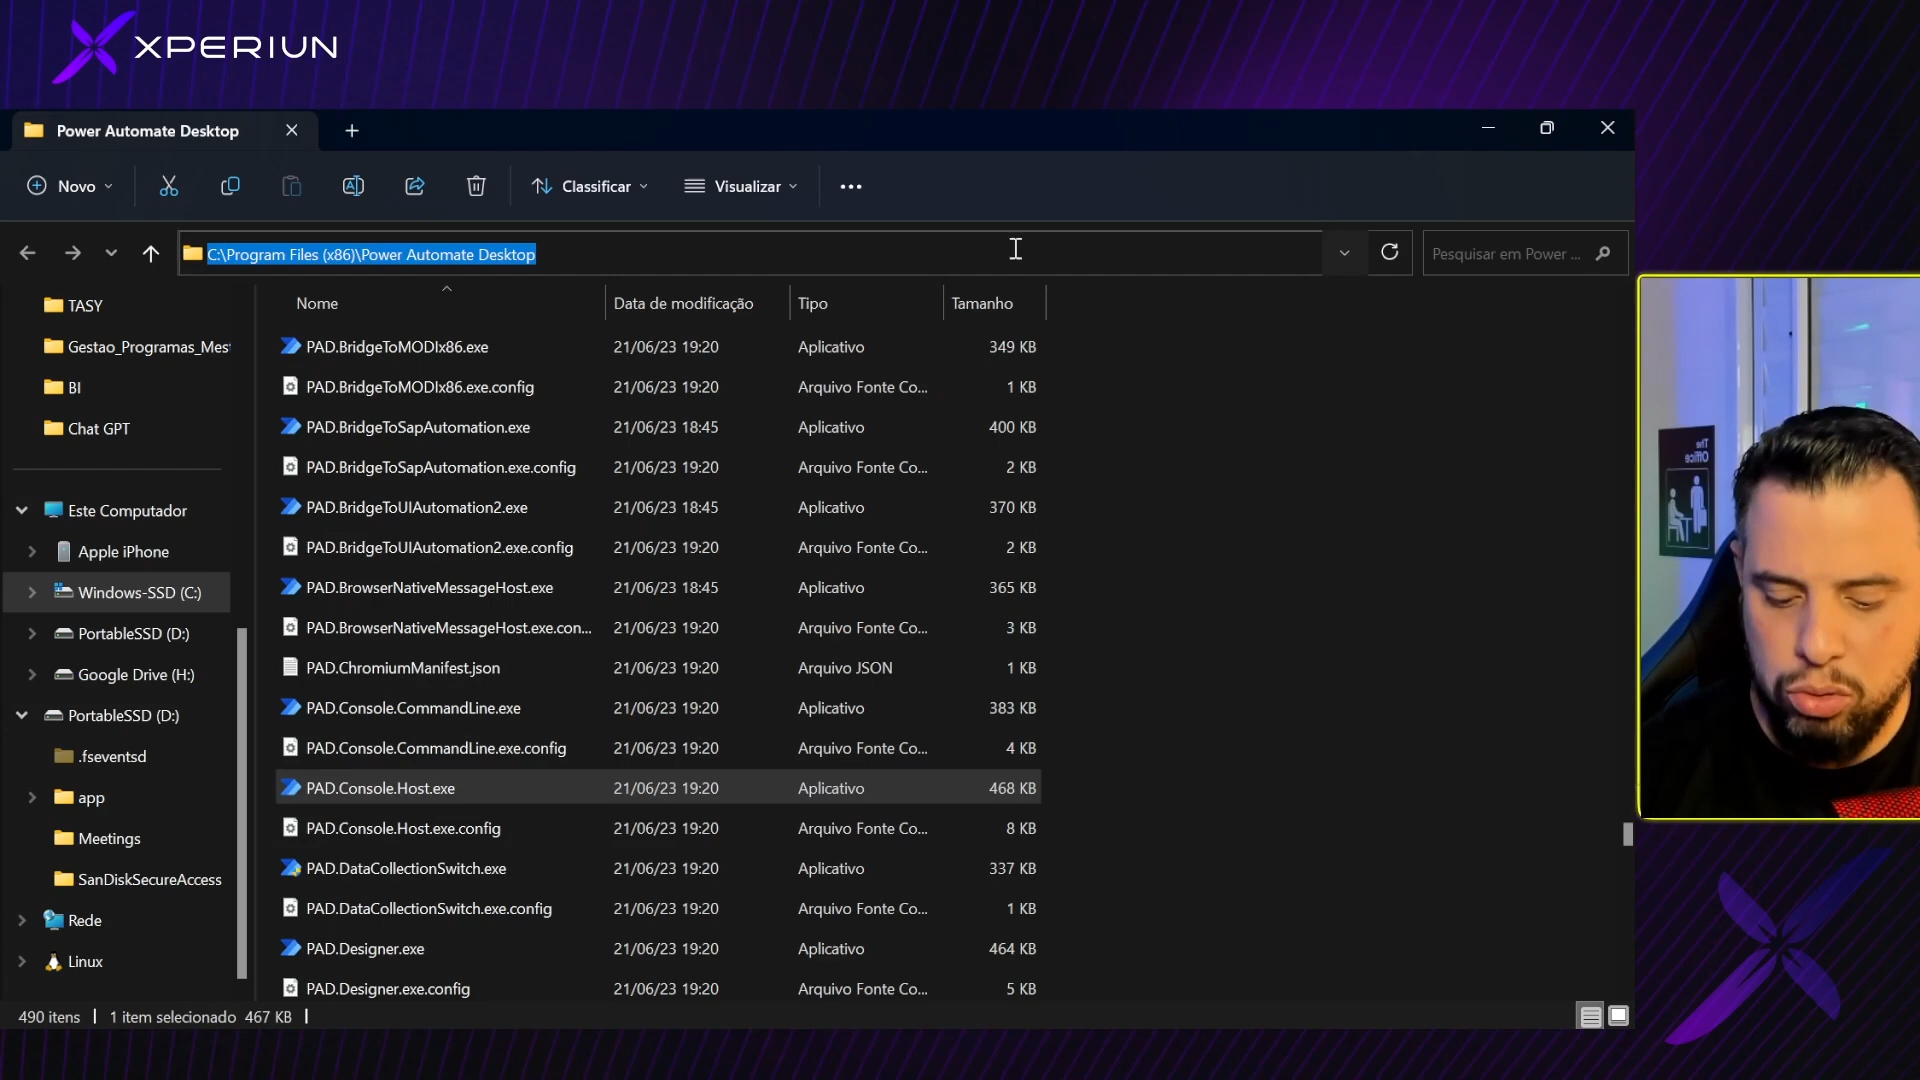 XPERIUN
Power Automate Desktop
Novo
Classificar
Visualizar
C:\Program Files (x86)\Power Automate Desktop
Pesquisar em Power ...
TASY
Gestao_Programas_Mes
BI
Chat GPT
Este Computador
Apple iPhone
Windows-SSD (C:)
PortableSSD (D:)
Google Drive (H:)
PortableSSD (D:)
.fseventsd
app
Meetings
SanDiskSecureAccess
Rede
Linux
Nome Data de modificação Tipo Tamanho
PAD.BridgeToMODIx86.exe 21/06/23 19:20 Aplicativo 349 KB
PAD.BridgeToMODIx86.exe.config 21/06/23 19:20 Arquivo Fonte Co... 1 KB
PAD.BridgeToSapAutomation.exe 21/06/23 18:45 Aplicativo 400 KB
PAD.BridgeToSapAutomation.exe.config 21/06/23 19:20 Arquivo Fonte Co... 2 KB
PAD.BridgeToUIAutomation2.exe 21/06/23 18:45 Aplicativo 370 KB
PAD.BridgeToUIAutomation2.exe.config 21/06/23 19:20 Arquivo Fonte Co... 2 KB
PAD.BrowserNativeMessageHost.exe 21/06/23 18:45 Aplicativo 365 KB
PAD.BrowserNativeMessageHost.exe.con... 21/06/23 19:20 Arquivo Fonte Co... 3 KB
PAD.ChromiumManifest.json 21/06/23 19:20 Arquivo JSON 1 KB
PAD.Console.CommandLine.exe 21/06/23 19:20 Aplicativo 383 KB
PAD.Console.CommandLine.exe.config 21/06/23 19:20 Arquivo Fonte Co... 4 KB
PAD.Console.Host.exe 21/06/23 19:20 Aplicativo 468 KB
PAD.Console.Host.exe.config 21/06/23 19:20 Arquivo Fonte Co... 8 KB
PAD.DataCollectionSwitch.exe 21/06/23 19:20 Aplicativo 337 KB
PAD.DataCollectionSwitch.exe.config 21/06/23 19:20 Arquivo Fonte Co... 1 KB
PAD.Designer.exe 21/06/23 19:20 Aplicativo 464 KB
PAD.Designer.exe.config 21/06/23 19:20 Arquivo Fonte Co... 5 KB
490 itens 1 item selecionado 467 KB
The
Office